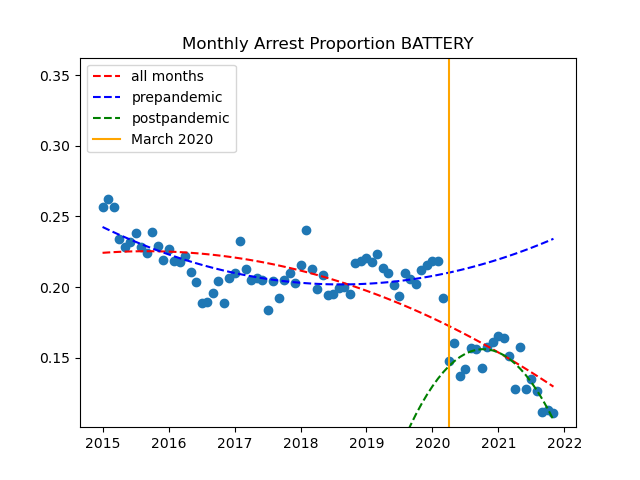 Monthly Arrest Proportion BATTERY
all months
prepandemic
postpandemic
March 2020
0.35
0.30
0.25
0.20
0.15
2015 2016 2017 2018 2019 2020 2021 2022